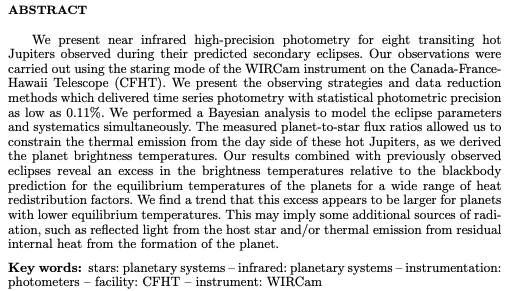 ABSTRACT
We present near infrared high-precision photometry for eight transiting hot
Jupiters observed during their predicted secondary eclipses. Our observations were
carried out using the staring mode of the WIRCam instrument on the Canada-France-
Hawaii Telescope (CFHT). We present the observing strategies and data reduction
methods which delivered time series photometry with statistical photometric precision
as low as 0.11%. We performed a Bayesian analysis to model the eclipse parameters
and systematics simultaneously. The measured planet-to-star flux ratios allowed us to
constrain the thermal emission from the day side of these hot Jupiters, as we derived
the planet brightness temperatures. Our results combined with previously observed
eclipses reveal an excess in the brightness temperatures relative to the blackbody
prediction for the equilibrium temperatures of the planets for a wide range of heat
redistribution factors. We find a trend that this excess appears to be larger for planets
with lower equilibrium temperatures. This may imply some additional sources of radi-
ation, such as reflected light from the host star and/or thermal emission from residual
internal heat from the formation of the planet.
Key words: stars: planetary systems – infrared: planetary systems – instrumentation:
photometers – facility: CFHT – instrument: WIRCam